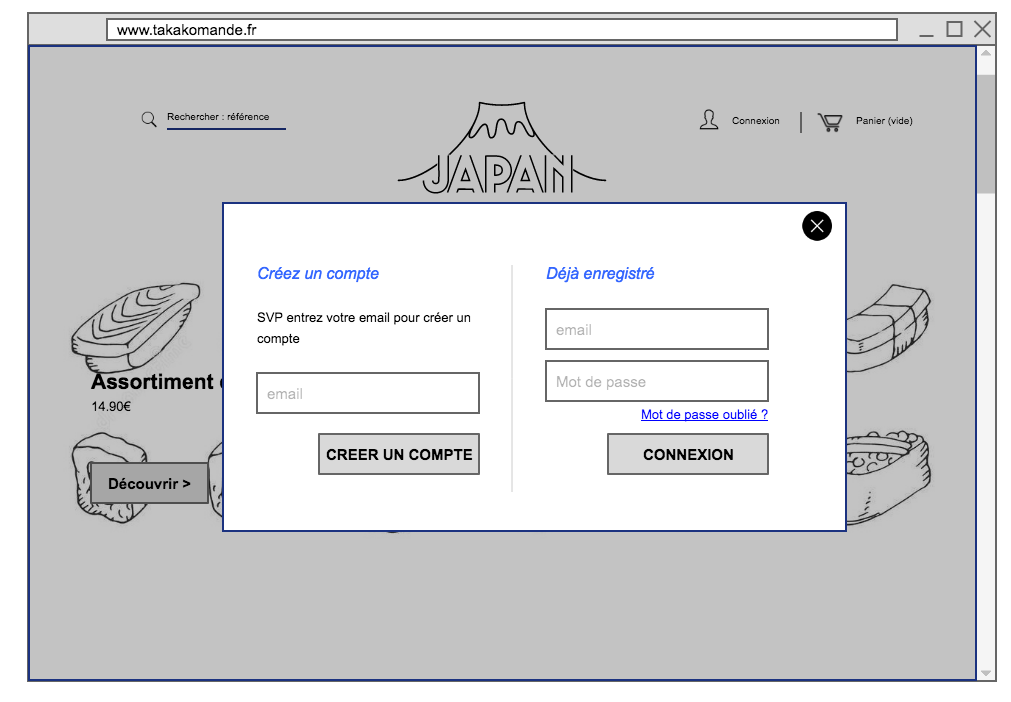 www.takakomande.fr
Rechercher : référence
JAPAN
Connexion
Panier (vide)
Créez un compte
SVP entrez votre email pour créer un
compte
email
CREER UN COMPTE
Déjà enregistré
email
Mot de passe
Mot de passe oublié ?
CONNEXION
Assortiment
14.90€
Découvrir >